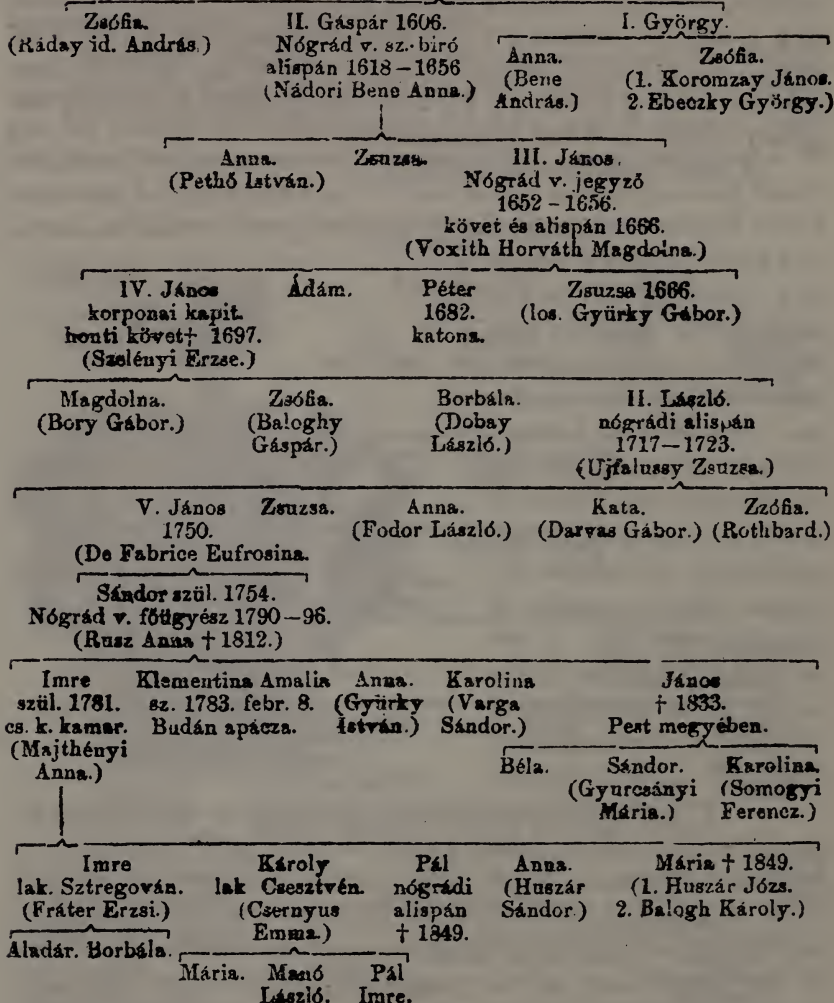 Zsófia. II. Gáspár 1606. I. György.
(Ráday id. András.) Nógrád v. sz. biró
alispán 1618–1656 Anna. Zsófia.
(Nádori Bene Anna.) (Bene (1. Koromzay János.
András.) 2. Ebeczky György.)
Anna. Zsuzsa. III. János.
(Pethő István.) Nógrád v. jegyző
1652–1656.
követ és alispán 1666.
(Voxith Horváth Magdolna.)
IV. János Ádám. Péter Zsuzsa 1666.
korponai kapit. 1682. (los. Gyürky Gábor.)
honti követ † 1697. katona.
(Szelényi Erzse.)
Magdolna. Zsófia. Borbála. II. László.
(Bory Gábor.) (Baloghy (Dobay nógrádi alispán
Gáspár.) László.) 1717–1723.
(Ujfalussy Zsuzsa.)
V. János Zsuzsa. Anna. Kata. Zzófia.
1750. (Fodor László.) (Darvas Gábor.) (Rothbard.)
(De Fabrice Eufrosina.
Sándor szül. 1754.
Nógrád v. főügyész 1790–96.
(Rusz Anna † 1812.)
Imre Klementina Amalia Anna. Karolina János
szül. 1781. sz. 1783. febr. 8. (Gyürky (Varga † 1833.
cs. k. kamar. Budán apácza. István.) Sándor.) Pest megyében.
(Majthényi
Anna.) Béla. Sándor. Karolina.
(Gyurcsányi (Somogyi
Mária.) Ferencz.)
Imre Károly Pál Anna. Mária † 1849.
lak. Sztregován. lak Csesztvén. nógrádi (Huszár (1. Huszár Józs.
(Fráter Erzsi.) (Csernyus alispán Sándor.) 2. Balogh Károly.)
Emma.) † 1849.
Aladár. Borbála.
Mária. Manó Pál
László. Imre.